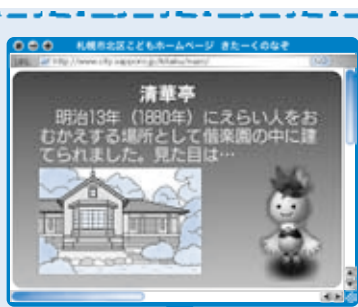 札幌市北区こどもホームページ きたーくのなぞ
清華亭
明治13年（1880年）にえらい人をお
むかえする場所として偕楽園の中に建
てられました。見た目は…